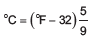 °C = (°F – 32) 5/9